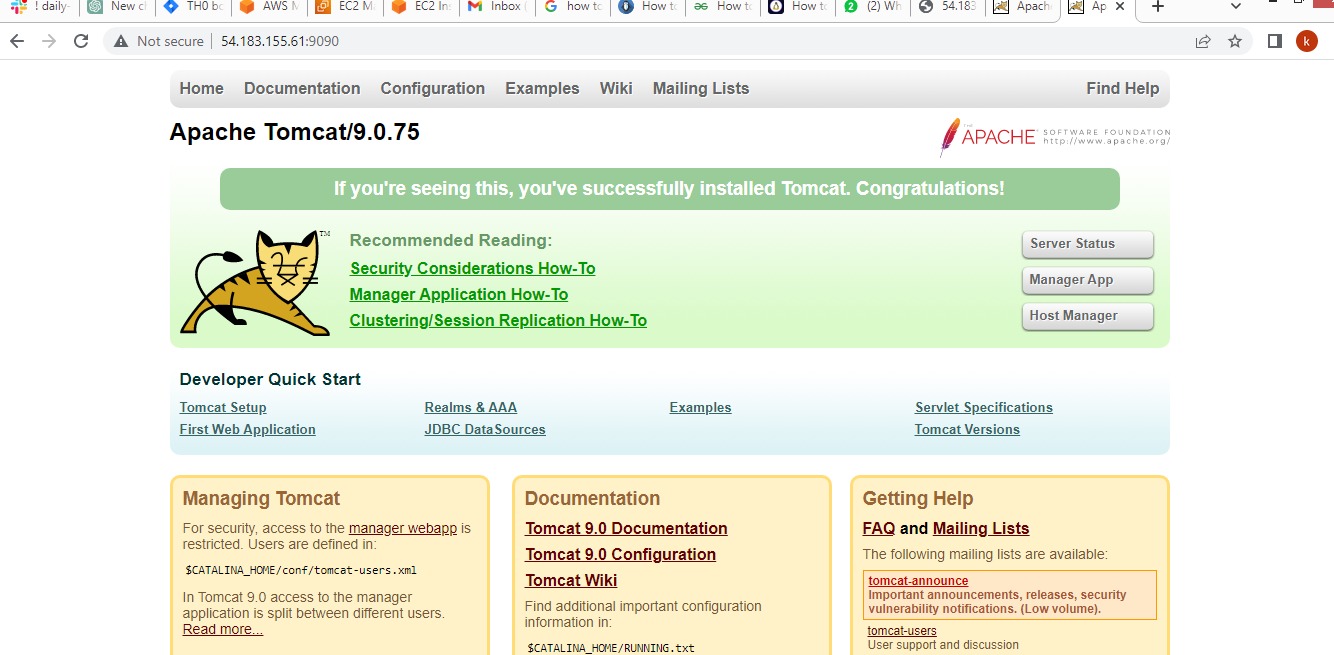 ! daily-
New cl
TH0 bo
AWS M
EC2 Ma
EC2 Ins
Inbox (
how to
How to
How to
How to
(2) Wh
54.183
Apache
Ap
Not secure
54.183.155.61:9090
k
Home Documentation Configuration Examples Wiki Mailing Lists Find Help
Apache Tomcat/9.0.75
THE
APACHE
SOFTWARE FOUNDATION
http://www.apache.org/
If you're seeing this, you've successfully installed Tomcat. Congratulations!
TM
Recommended Reading:
Security Considerations How-To
Manager Application How-To
Clustering/Session Replication How-To
Server Status
Manager App
Host Manager
Developer Quick Start
Tomcat Setup
First Web Application
Realms & AAA
JDBC DataSources
Examples
Servlet Specifications
Tomcat Versions
Managing Tomcat
For security, access to the manager webapp is
restricted. Users are defined in:
$CATALINA_HOME/conf/tomcat-users.xml
In Tomcat 9.0 access to the manager
application is split between different users.
Read more...
Documentation
Tomcat 9.0 Documentation
Tomcat 9.0 Configuration
Tomcat Wiki
Find additional important configuration
information in:
$CATALINA_HOME/RUNNING.txt
Getting Help
FAQ and Mailing Lists
The following mailing lists are available:
tomcat-announce
Important announcements, releases, security
vulnerability notifications. (Low volume).
tomcat-users
User support and discussion